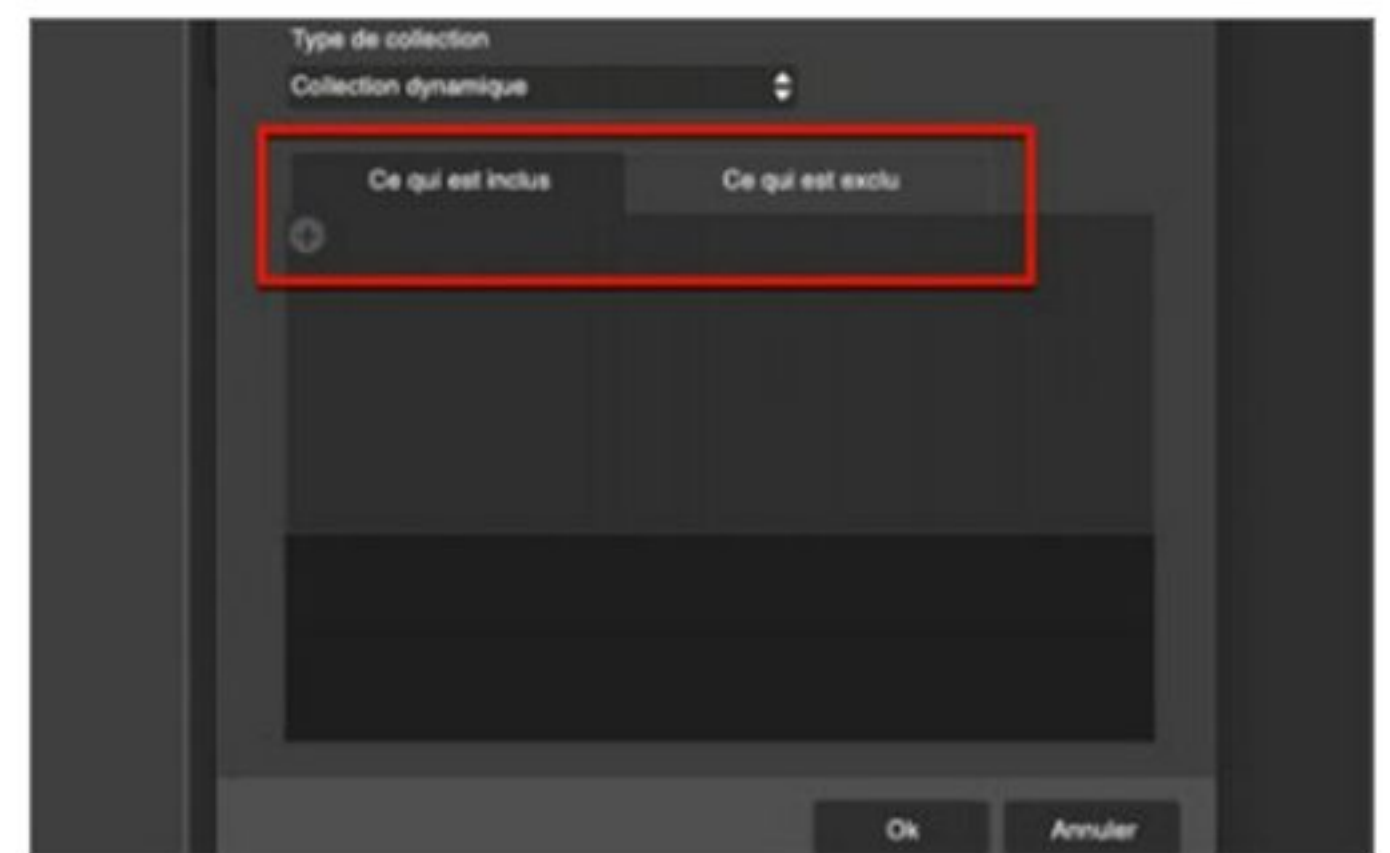 Type de collection
Collection dynamique
Ce qui est inclus
Ce qui est exclu
Ok
Annuler